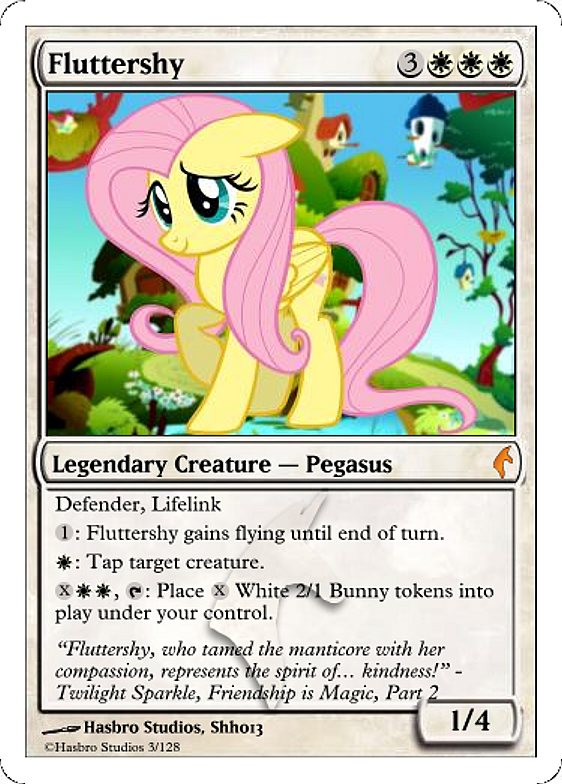 Fluttershy 3
Legendary Creature — Pegasus
Defender, Lifelink
1: Fluttershy gains flying until end of turn.
: Tap target creature.
X, : Place X White 2/1 Bunny tokens into
play under your control.
“Fluttershy, who tamed the manticore with her
compassion, represents the spirit of... kindness!” -
Twilight Sparkle, Friendship is Magic, Part 2
1/4
Hasbro Studios, Shho13
©Hasbro Studios 3/128